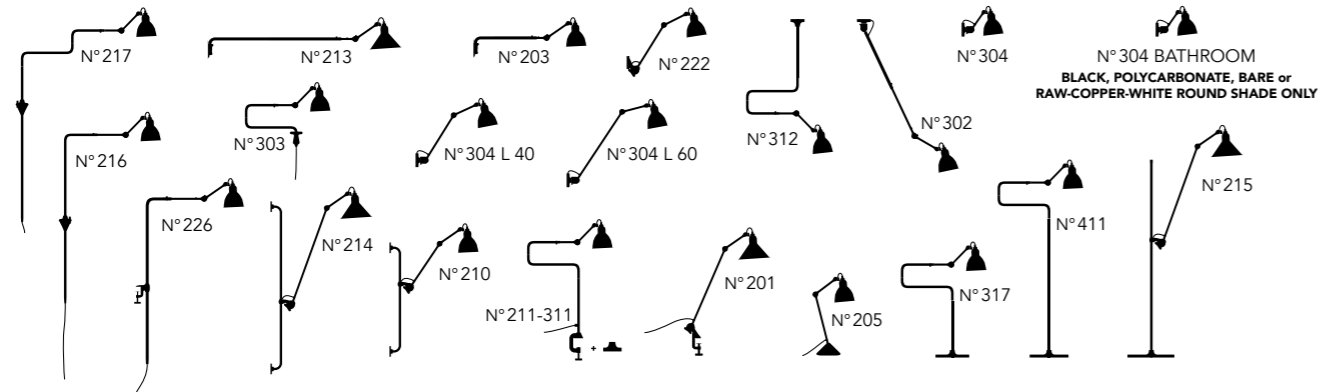 N°217
N°213
N°203
N°222
N°304
N°304 BATHROOM
BLACK, POLYCARBONATE, BARE or
RAW-COPPER-WHITE ROUND SHADE ONLY
N°216
N°303
N°304 L 40
N°304 L 60
N°312
N°302
N°215
N°226
N°214
N°210
N°211-311
+
N°201
N°205
N°317
N°411